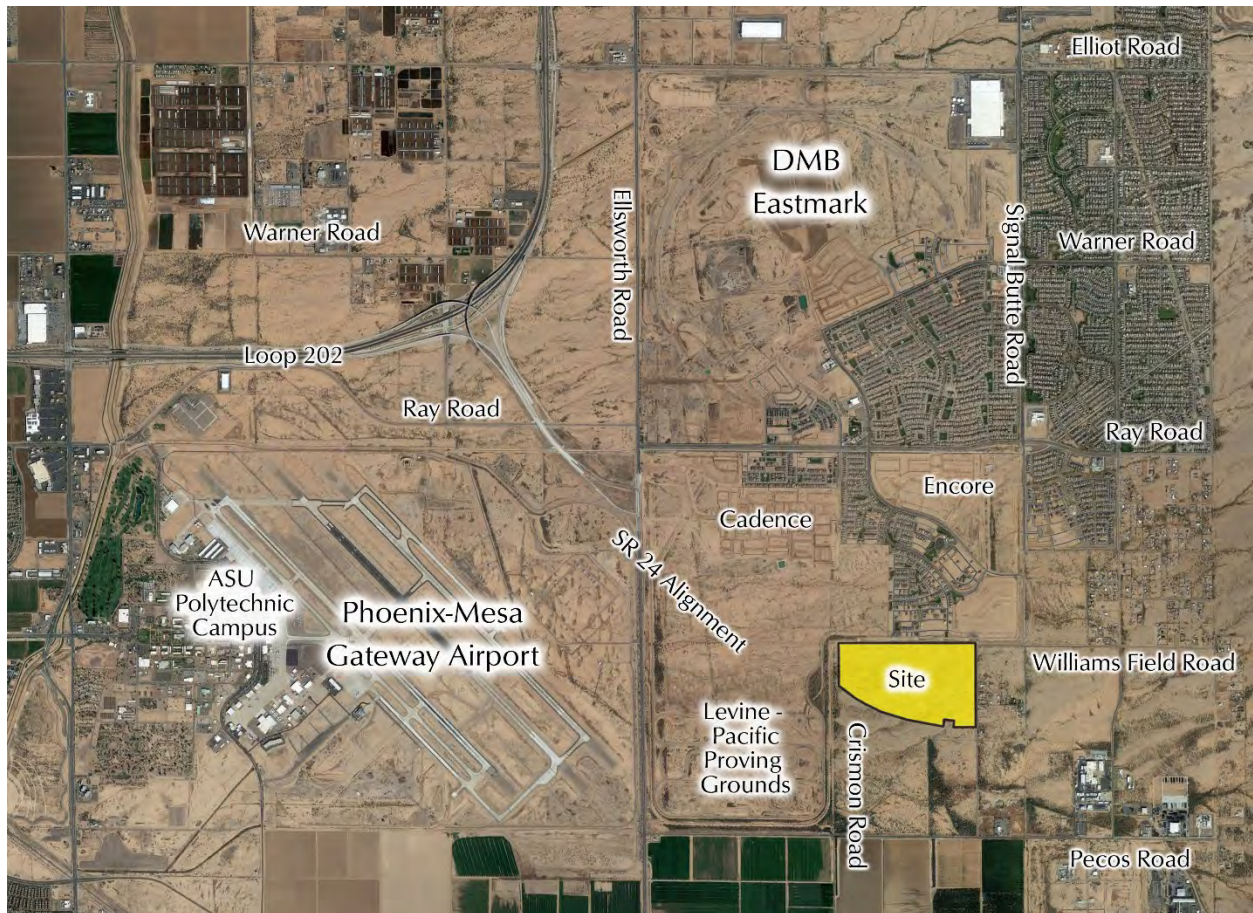 Elliot Road
DMB
Eastmark
Ellsworth Road
Signal Butte Road
Warner Road
Warner Road
Loop 202
Ray Road
Ray Road
Encore
Cadence
SR 24 Alignment
ASU
Polytechnic
Campus
Phoenix-Mesa
Gateway Airport
Site
Williams Field Road
Levine -
Pacific
Proving
Grounds
Crismon Road
Pecos Road